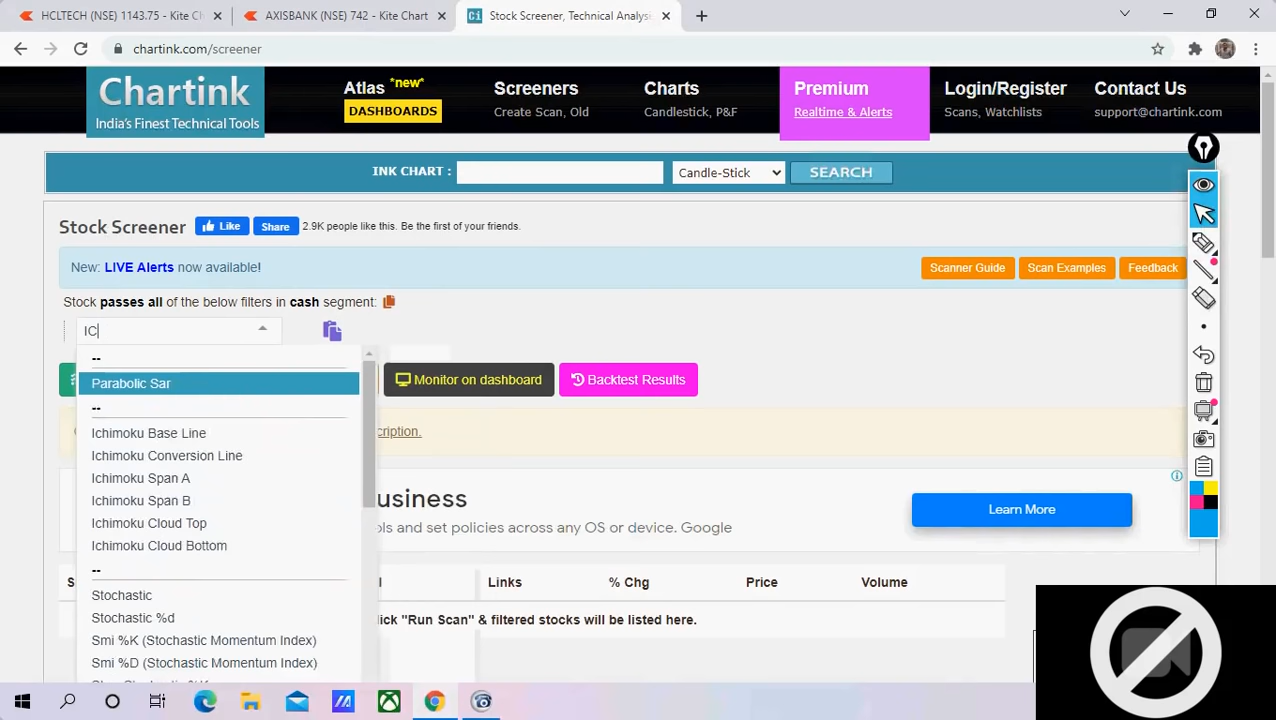 HCLTECH (NSE) 1143.75 - Kite C
AXISBANK (NSE) 742 - Kite Chart
Ci Stock Screener, Technical Analys
chartink.com/screener
Chartink
India's Finest Technical Tools
Atlas *new*
DASHBOARDS
Screeners
Create Scan, Old
Charts
Candlestick, P&F
Premium
Realtime & Alerts
Login/Register
Scans, Watchlists
Contact Us
support@chartink.com
INK CHART :
Candle-Stick
SEARCH
Stock Screener
Like
Share
2.9K people like this. Be the first of your friends.
New: LIVE Alerts now available!
Scanner Guide
Scan Examples
Feedback
Stock passes all of the below filters in cash segment:
IC
--
Parabolic Sar
--
Ichimoku Base Line
Ichimoku Conversion Line
Ichimoku Span A
Ichimoku Span B
Ichimoku Cloud Top
Ichimoku Cloud Bottom
--
Stochastic
Stochastic %d
Smi %K (Stochastic Momentum Index)
Smi %D (Stochastic Momentum Index)
Monitor on dashboard
Backtest Results
cription.
usiness
ols and set policies across any OS or device. Google
Learn More
S
l
Links
% Chg
Price
Volume
lick "Run Scan" & filtered stocks will be listed here.